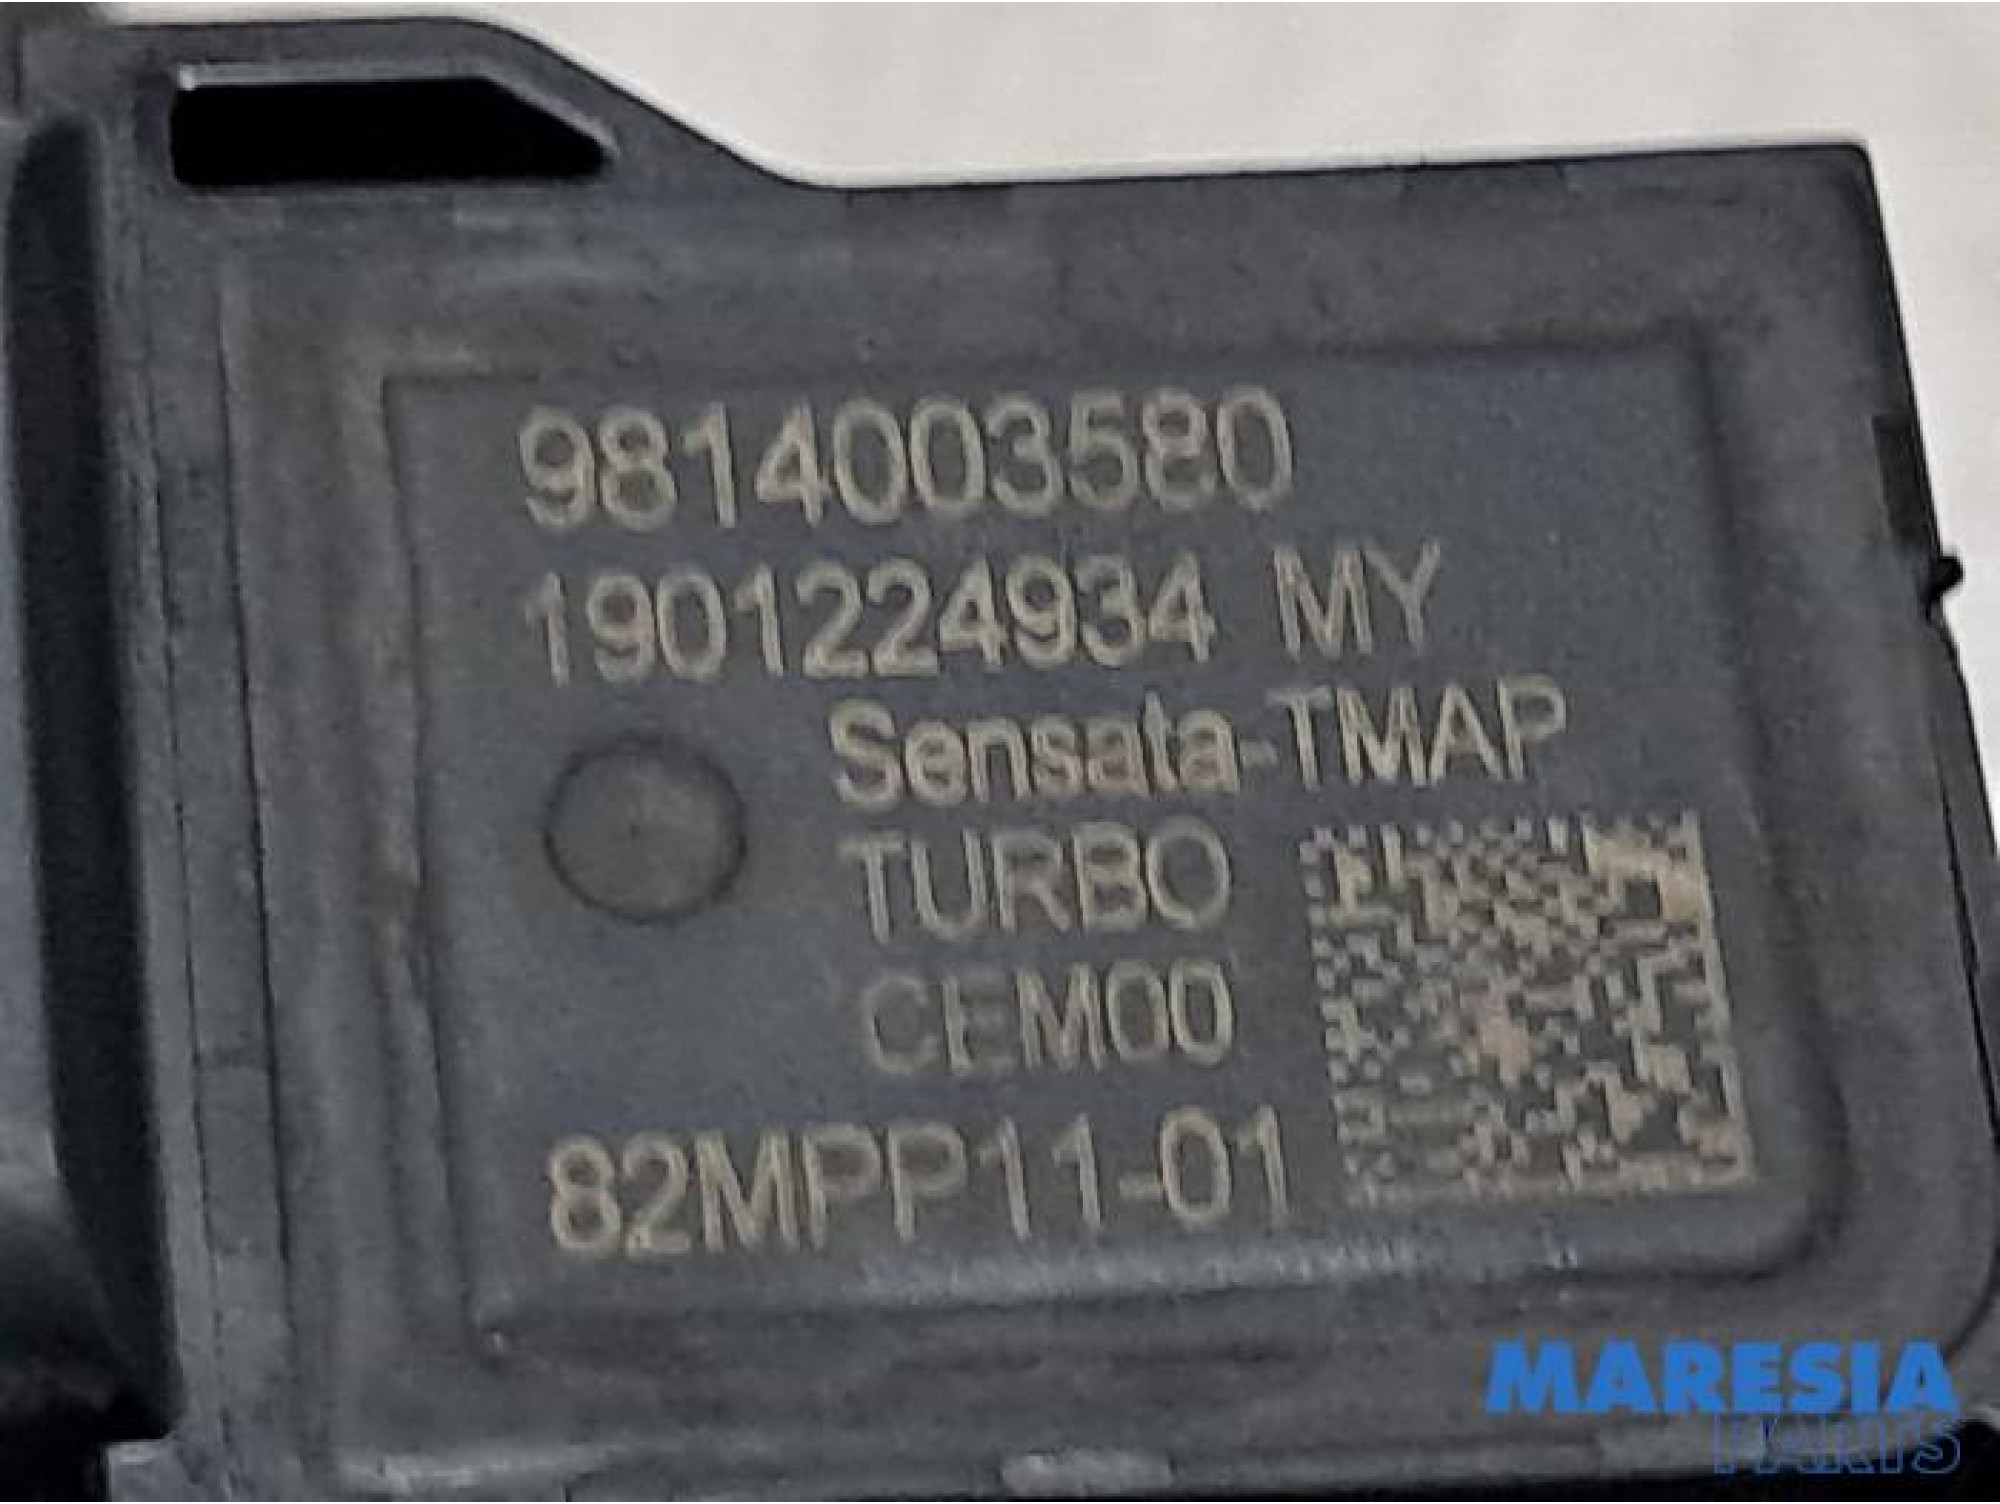 9814003580
1901224934 MY
Sensata-TMAP
TURBO
CEM00
82MPP11-01
MARESIA
PARTS